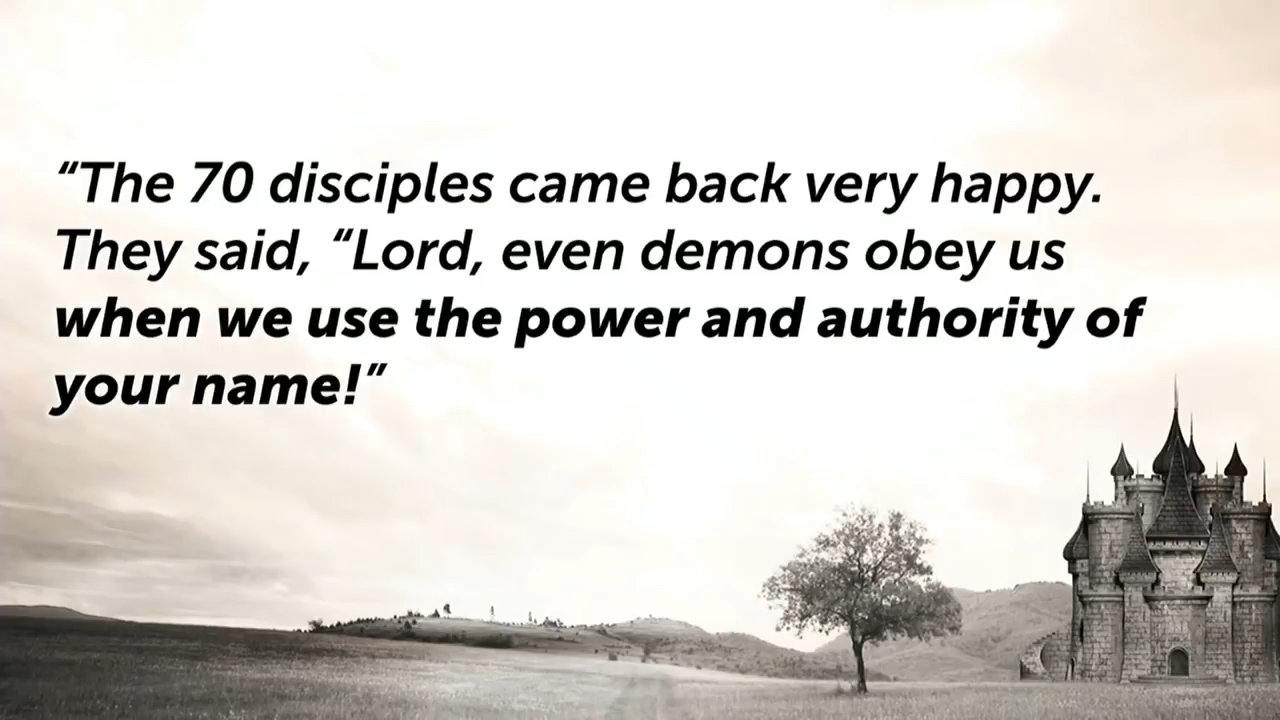 “The 70 disciples came back very happy.
They said, “Lord, even demons obey us
when we use the power and authority of
your name!”